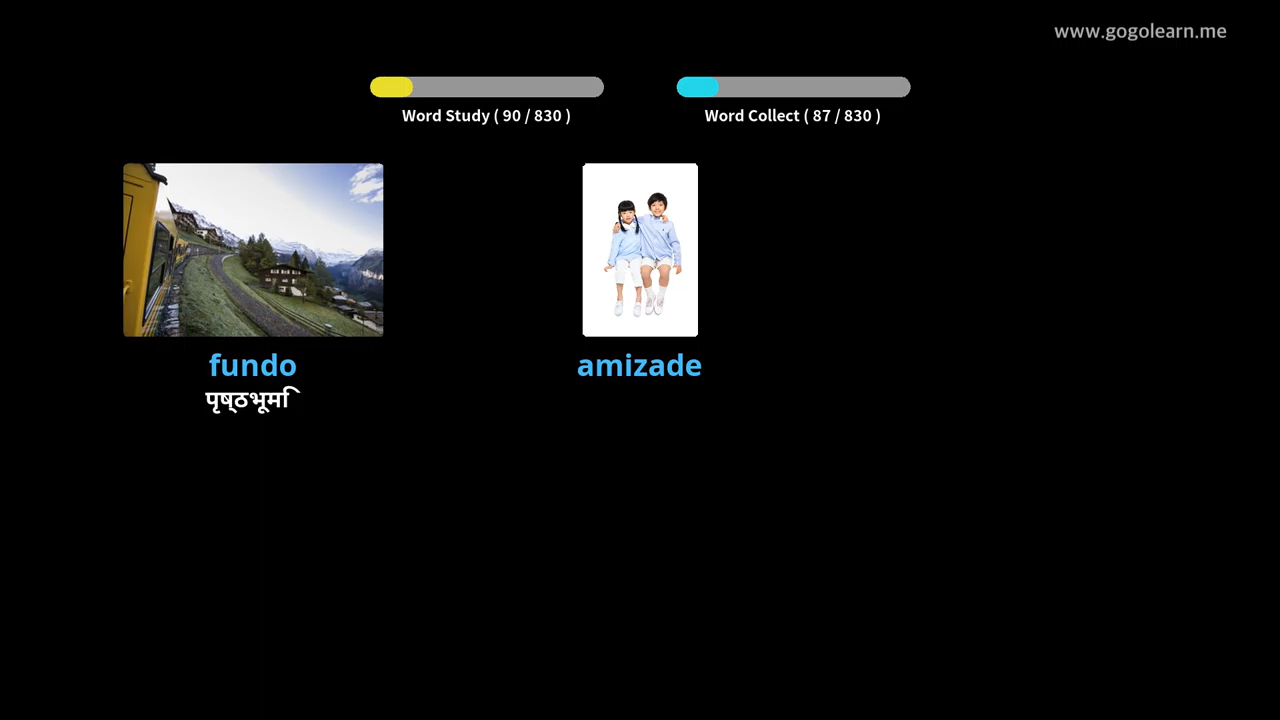 www.gogolearn.me
Word Study ( 90 / 830 )
Word Collect ( 87 / 830 )
fundo
पृष्ठभूमि
amizade